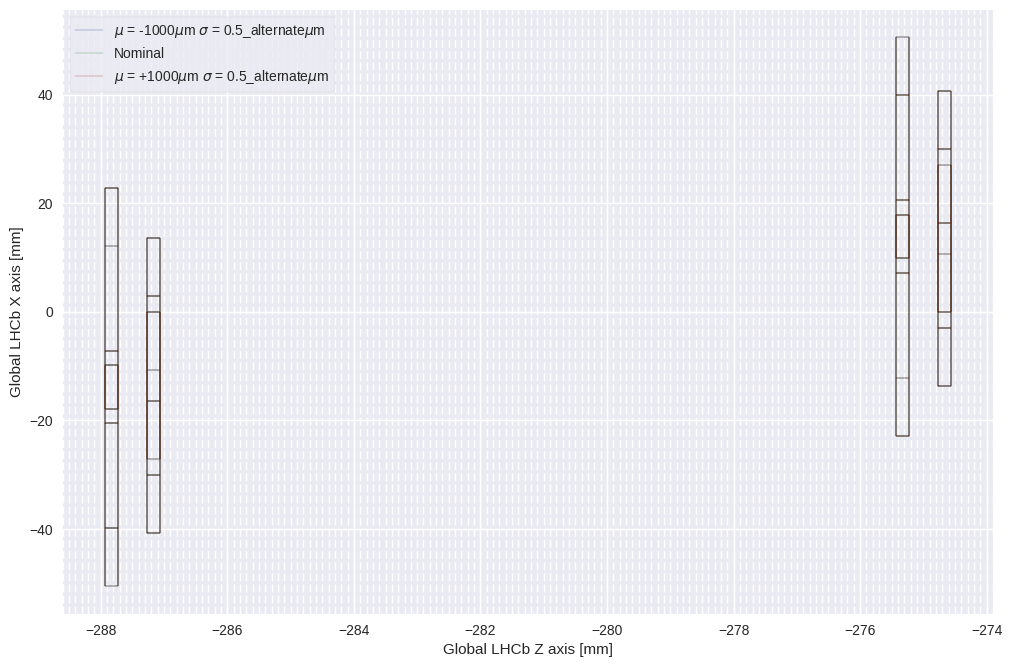 μ = -1000μm σ = 0.5_alternateμm
Nominal
μ = +1000μm σ = 0.5_alternateμm
40
20
0
−20
−40
Global LHCb X axis [mm]
−288 −286 −284 −282 −280 −278 −276 −274
Global LHCb Z axis [mm]